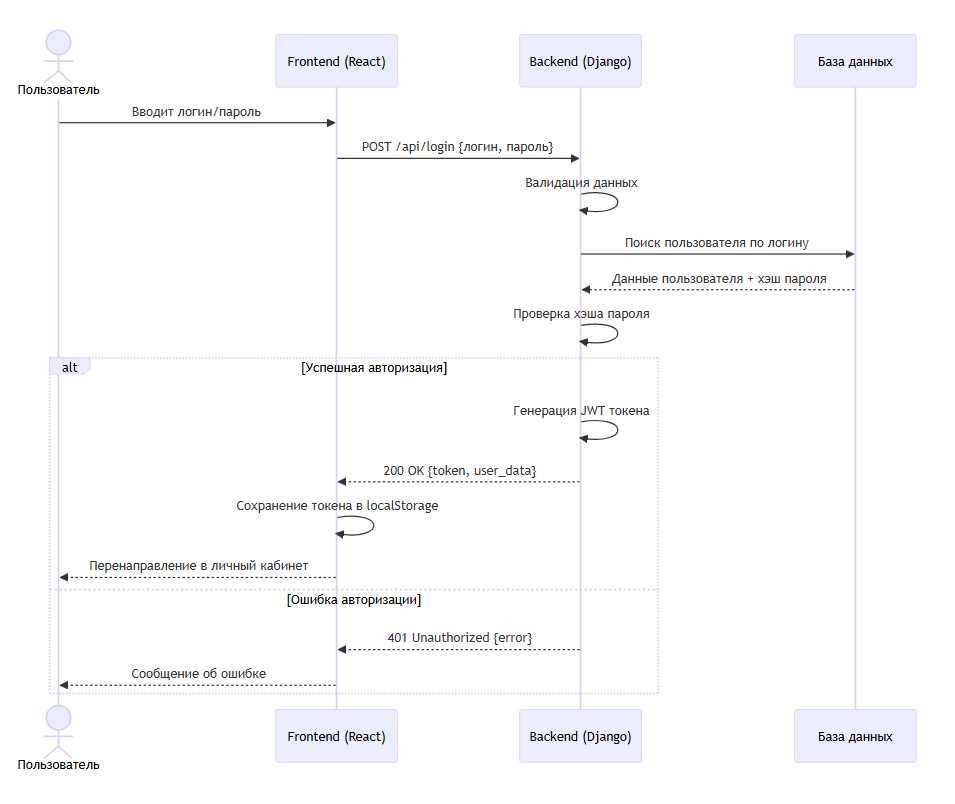 Пользователь
Frontend (React)
Backend (Django)
База данных
Вводит логин/пароль
POST /api/login {логин, пароль}
Валидация данных
Поиск пользователя по логину
Данные пользователя + хэш пароля
Проверка хэша пароля
alt
[Успешная авторизация]
Генерация JWT токена
200 OK {token, user_data}
Сохранение токена в localStorage
Перенаправление в личный кабинет
[Ошибка авторизации]
401 Unauthorized {error}
Сообщение об ошибке
Пользователь
Frontend (React)
Backend (Django)
База данных